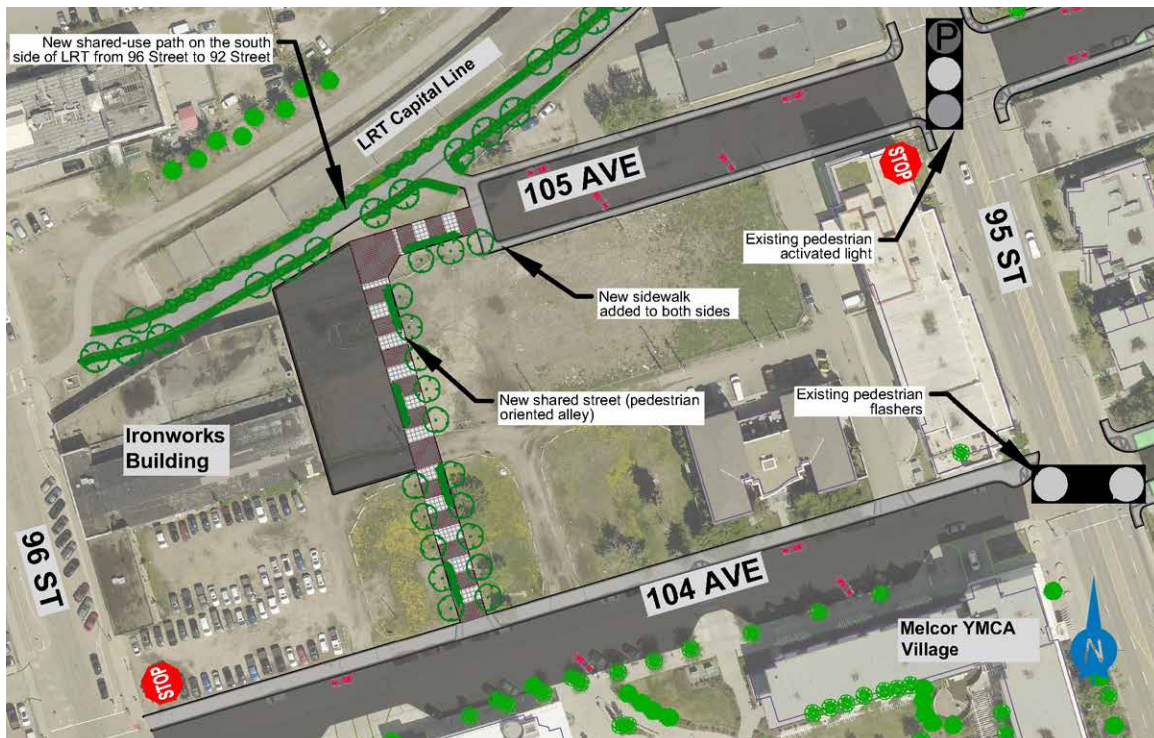 New shared-use path on the south
side of LRT from 96 Street to 92 Street
LRT Capital Line
P
105 AVE
STOP
95 ST
Existing pedestrian
activated light
New sidewalk
added to both sides
New shared street (pedestrian
oriented alley)
Existing pedestrian
flashers
Ironworks
Building
96 ST
104 AVE
Melcor YMCA
Village
STOP
N